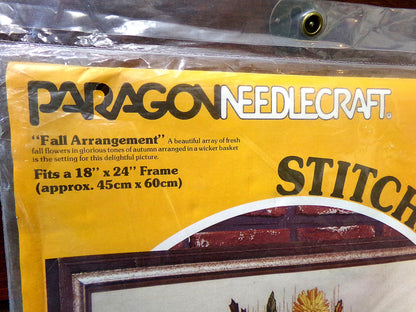 PARAGON NEEDLECRAFT®
"Fall Arrangement" A beautiful array of fresh
fall flowers in glorious tones of autumn arranged in a wicker basket
is the setting for this delightful picture.
Fits a 18" x 24" Frame
(approx. 45cm x 60cm)
STITCH